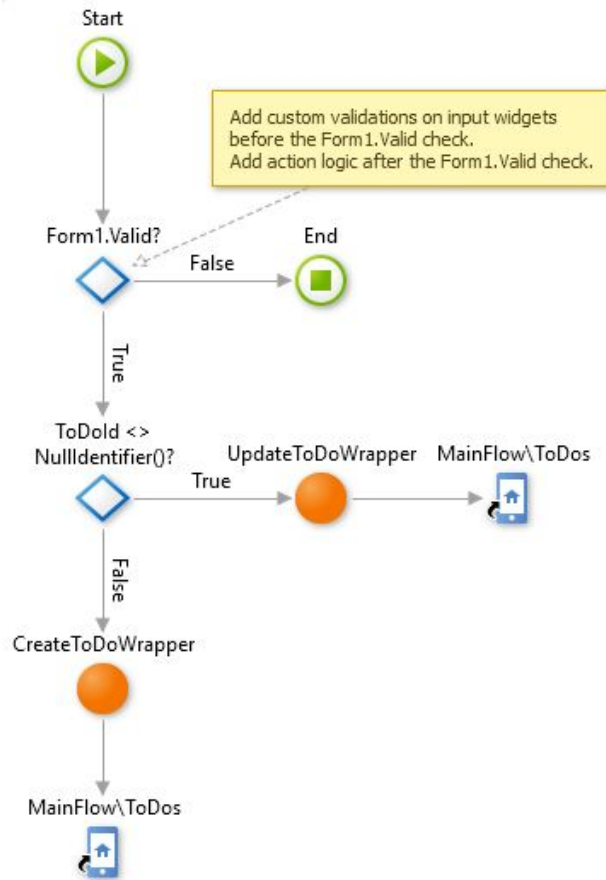 Start
Add custom validations on input widgets
before the Form1.Valid check.
Add action logic after the Form1.Valid check.
Form1.Valid?
False
End
True
ToDoId <>
NullIdentifier()?
True
UpdateToDoWrapper
MainFlow\ToDos
False
CreateToDoWrapper
MainFlow\ToDos